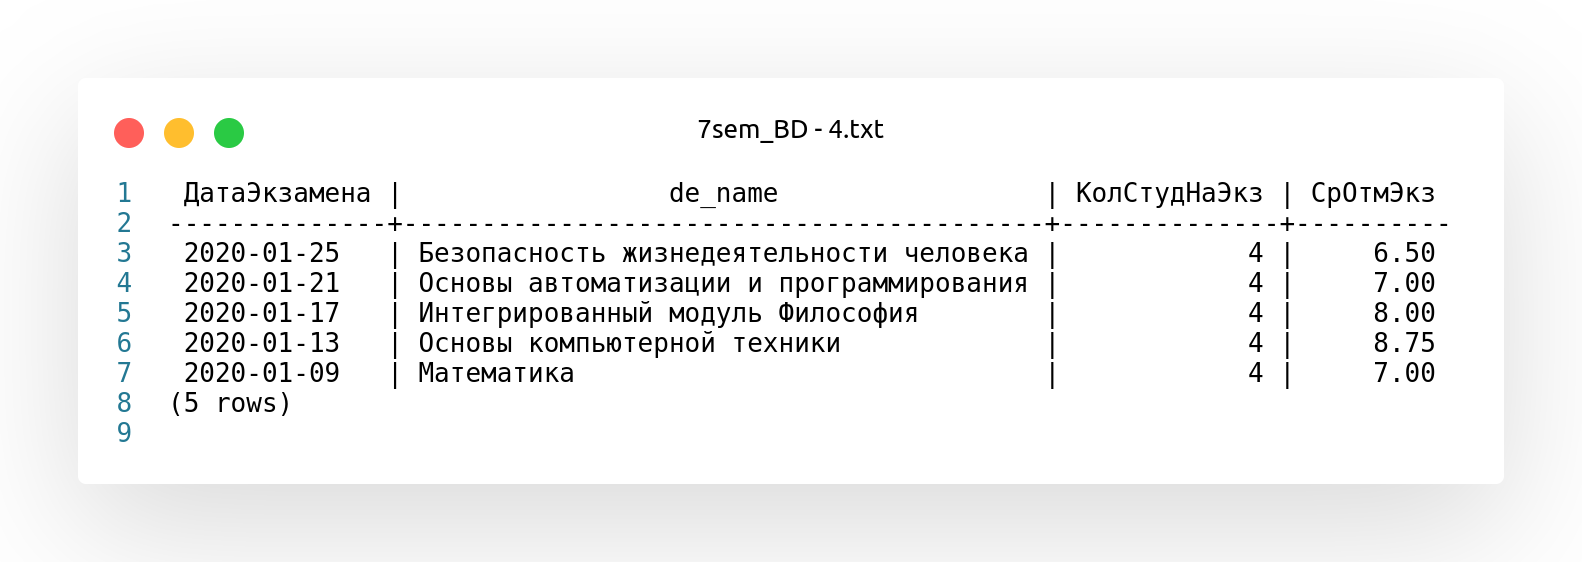 7sem_BD - 4.txt
1  ДатаЭкзамена |                 de_name                 | КолСтудНаЭкз | СрОтмЭкз
2 --------------+-----------------------------------------+--------------+----------
3  2020-01-25   | Безопасность жизнедеятельности человека |            4 |     6.50
4  2020-01-21   | Основы автоматизации и программирования |            4 |     7.00
5  2020-01-17   | Интегрированный модуль Философия        |            4 |     8.00
6  2020-01-13   | Основы компьютерной техники             |            4 |     8.75
7  2020-01-09   | Математика                              |            4 |     7.00
8 (5 rows)
9